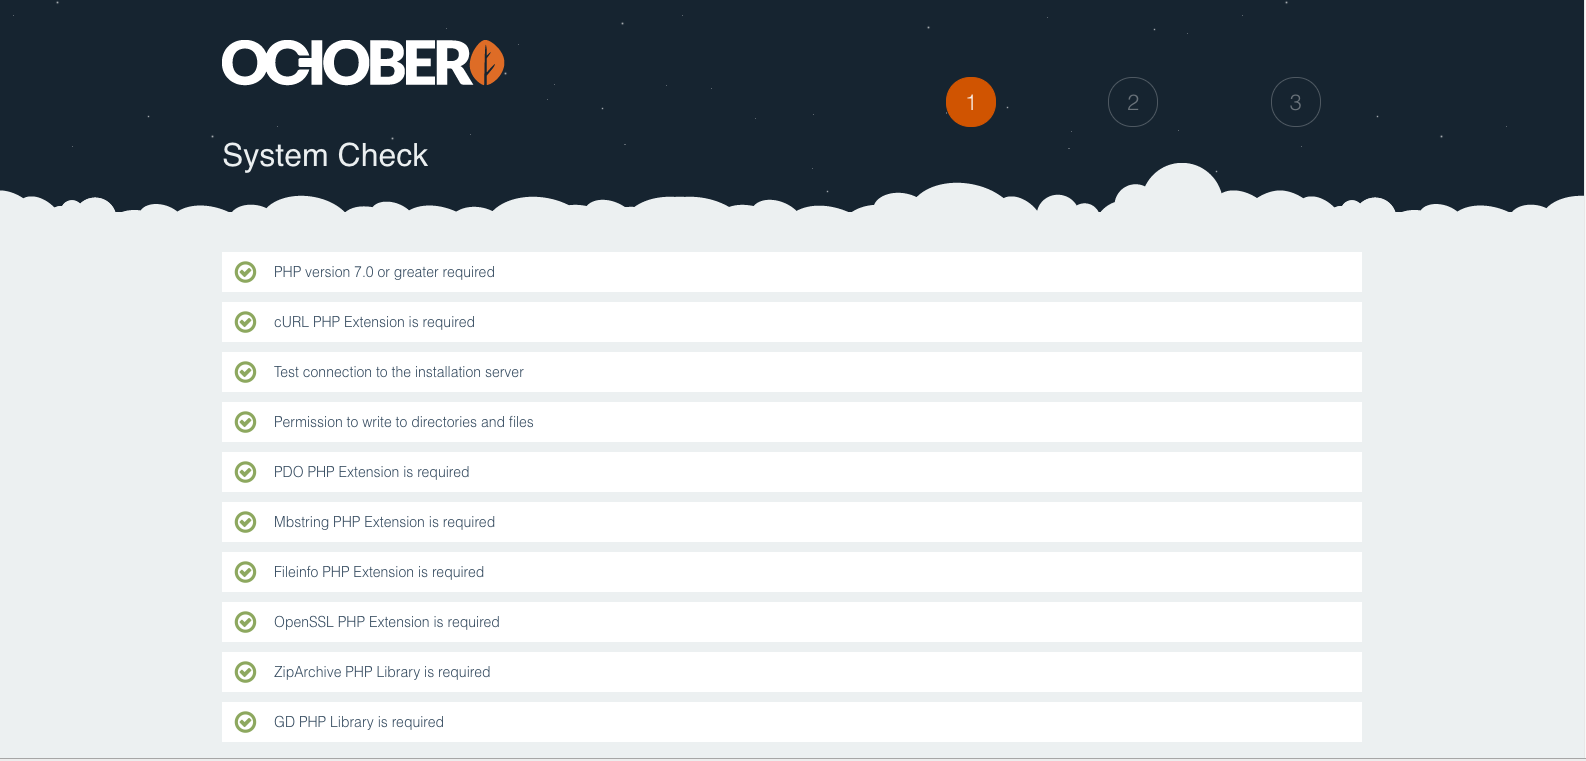 OCTOBER
1
2
3
System Check
PHP version 7.0 or greater required
cURL PHP Extension is required
Test connection to the installation server
Permission to write to directories and files
PDO PHP Extension is required
Mbstring PHP Extension is required
Fileinfo PHP Extension is required
OpenSSL PHP Extension is required
ZipArchive PHP Library is required
GD PHP Library is required